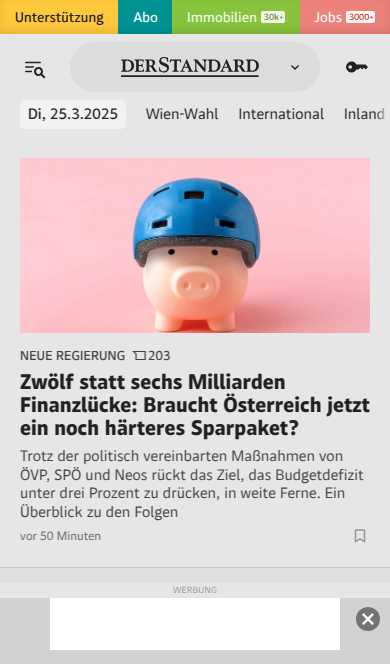 Unterstützung Abo Immobilien 30k+ Jobs 3000+
DERSTANDARD
Di, 25.3.2025 Wien-Wahl International Inland
NEUE REGIERUNG 203
Zwölf statt sechs Milliarden
Finanzlücke: Braucht Österreich jetzt
ein noch härteres Sparpaket?
Trotz der politisch vereinbarten Maßnahmen von
ÖVP, SPÖ und Neos rückt das Ziel, das Budgetdefizit
unter drei Prozent zu drücken, in weite Ferne. Ein
Überblick zu den Folgen
vor 50 Minuten
WERBUNG